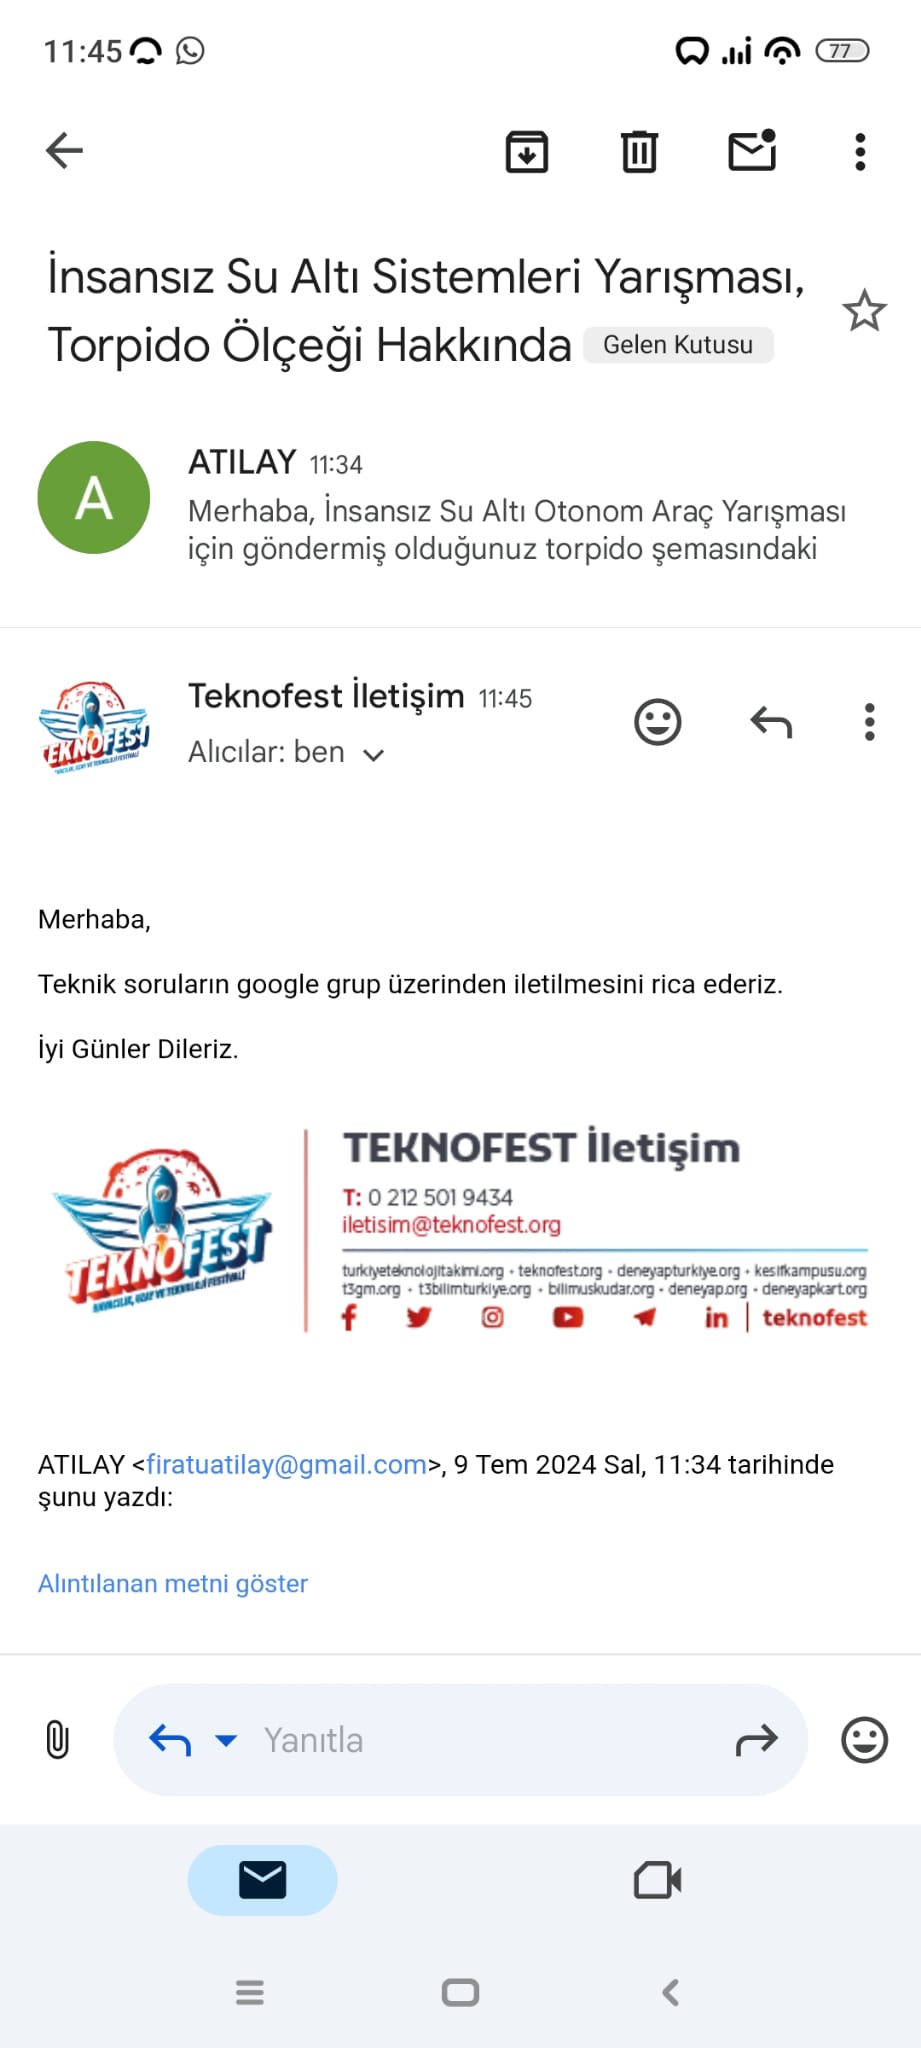 11:45
77
İnsansız Su Altı Sistemleri Yarışması,
Torpido Ölçeği Hakkında Gelen Kutusu
A
ATILAY 11:34
Merhaba, İnsansız Su Altı Otonom Araç Yarışması
için göndermiş olduğunuz torpido şemasındaki
TEKNOFEST
Teknofest İletişim 11:45
Alıcılar: ben
Merhaba,
Teknik soruların google grup üzerinden iletilmesini rica ederiz.
İyi Günler Dileriz.
TEKNOFEST
HAVACILIK, UZAY VE TEKNOLOJİ FESTİVALİ
TEKNOFEST İletişim
T: 0 212 501 9434
iletisim@teknofest.org
turkiyeteknolojitakimi.org • teknofest.org • deneyapturkiye.org • kesifkampusu.org
t3gm.org • t3bilimturkiye.org • bilimuskudar.org • deneyap.org • deneyapkart.org
teknofest
ATILAY <firatuatilay@gmail.com>, 9 Tem 2024 Sal, 11:34 tarihinde
şunu yazdı:
Alıntılanan metni göster
Yanıtla